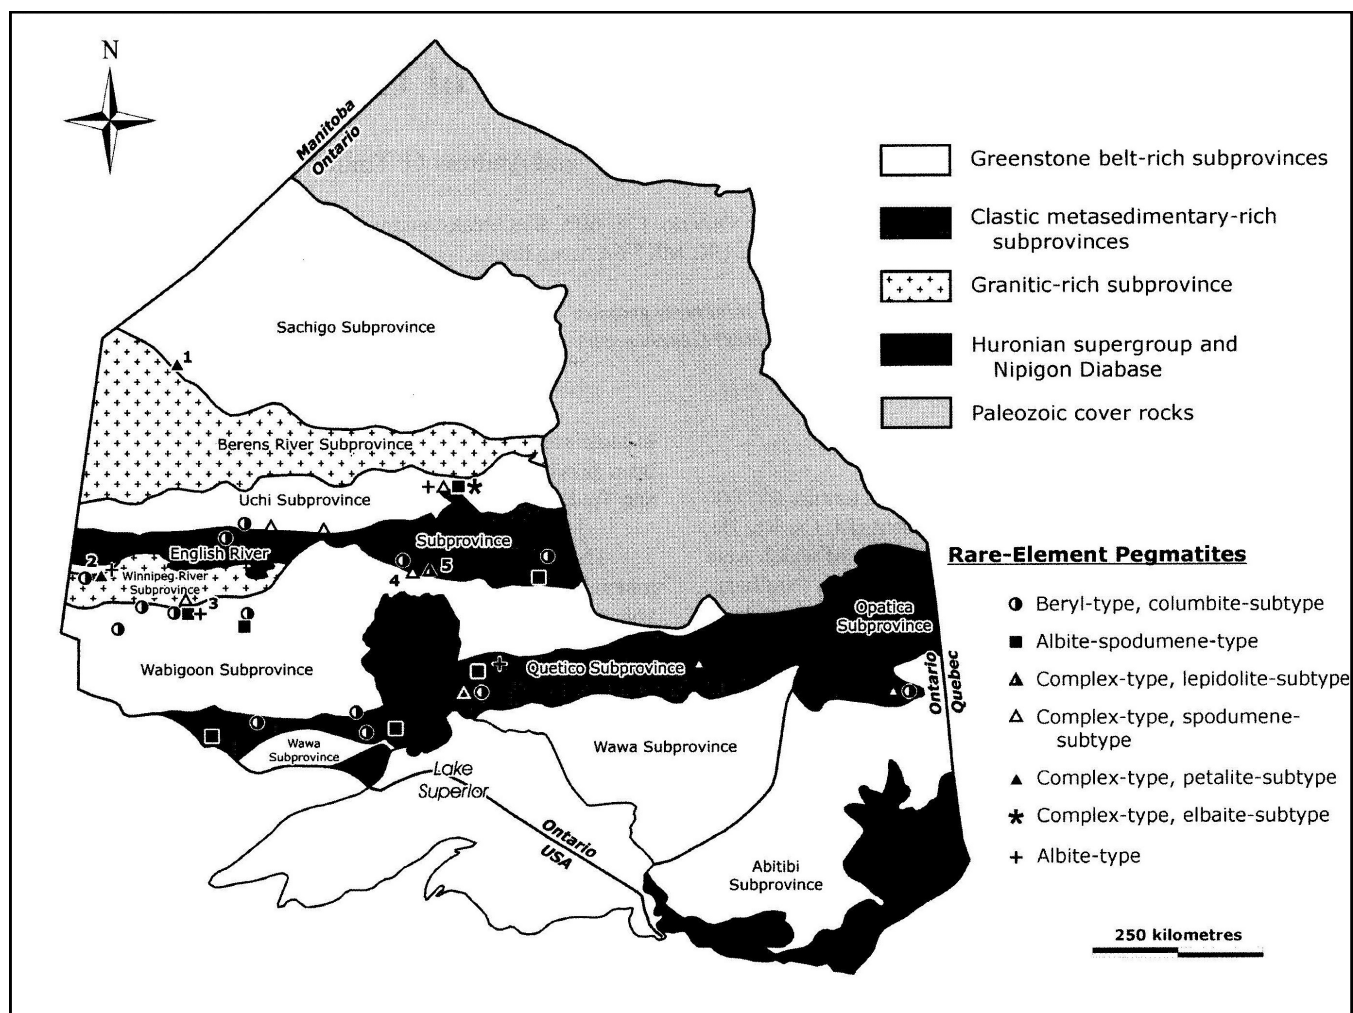 N
Manitoba
Ontario
Greenstone belt-rich subprovinces
Clastic metasedimentary-rich
subprovinces
Granitic-rich subprovince
Huronian supergroup and
Nipigon Diabase
Paleozoic cover rocks
Sachigo Subprovince
1
Berens River Subprovince
Uchi Subprovince
English River
Subprovince
2
Winnipeg River
Subprovince
3
4
5
Wabigoon Subprovince
Quetico Subprovince
Opatica
Subprovince
Ontario
Quebec
Wawa
Subprovince
Wawa Subprovince
Lake
Superior
Ontario
USA
Abitibi
Subprovince
Rare-Element Pegmatites
Beryl-type, columbite-subtype
Albite-spodumene-type
Complex-type, lepidolite-subtype
Complex-type, spodumene-
subtype
Complex-type, petalite-subtype
Complex-type, elbaite-subtype
Albite-type
250 kilometres